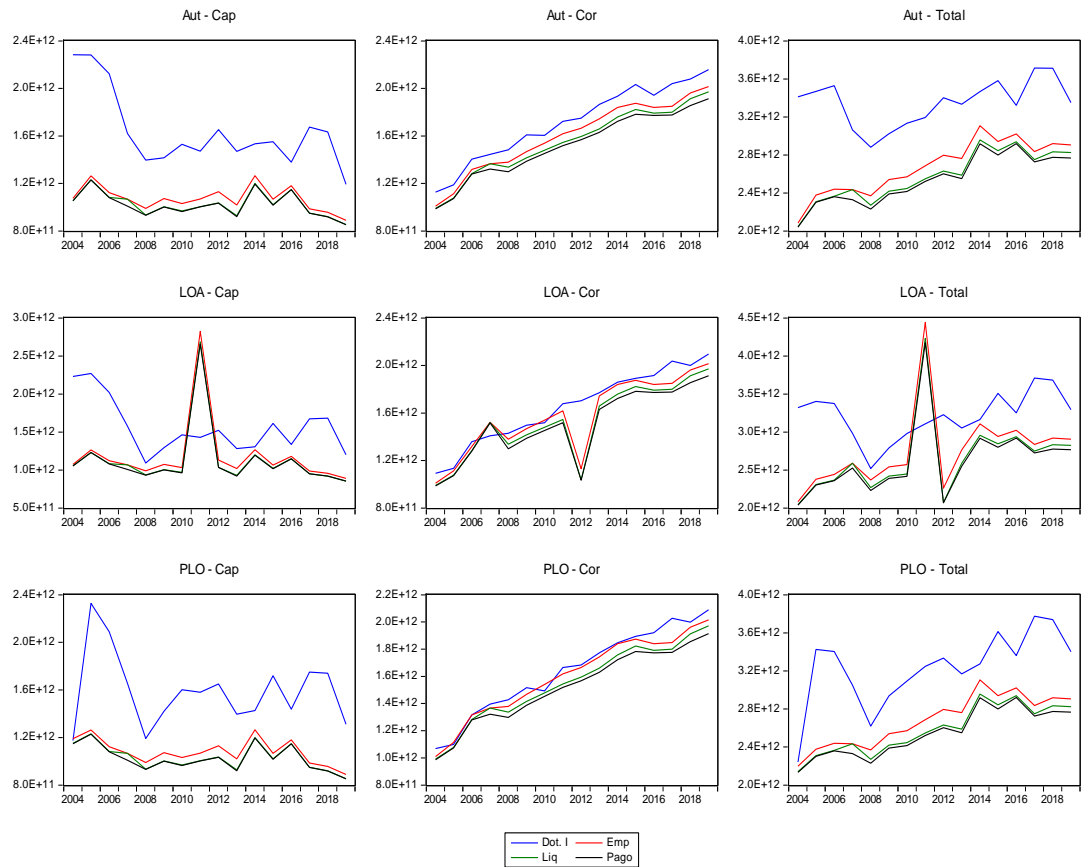 Aut - Cap
2.4E+12
2.0E+12
1.6E+12
1.2E+12
8.0E+11
2004 2006 2008 2010 2012 2014 2016 2018
Aut - Cor
2.4E+12
2.0E+12
1.6E+12
1.2E+12
8.0E+11
2004 2006 2008 2010 2012 2014 2016 2018
Aut - Total
4.0E+12
3.6E+12
3.2E+12
2.8E+12
2.4E+12
2.0E+12
2004 2006 2008 2010 2012 2014 2016 2018
LOA - Cap
3.0E+12
2.5E+12
2.0E+12
1.5E+12
1.0E+12
5.0E+11
2004 2006 2008 2010 2012 2014 2016 2018
LOA - Cor
2.4E+12
2.0E+12
1.6E+12
1.2E+12
8.0E+11
2004 2006 2008 2010 2012 2014 2016 2018
LOA - Total
4.5E+12
4.0E+12
3.5E+12
3.0E+12
2.5E+12
2.0E+12
2004 2006 2008 2010 2012 2014 2016 2018
PLO - Cap
2.4E+12
2.0E+12
1.6E+12
1.2E+12
8.0E+11
2004 2006 2008 2010 2012 2014 2016 2018
PLO - Cor
2.2E+12
2.0E+12
1.8E+12
1.6E+12
1.4E+12
1.2E+12
1.0E+12
8.0E+11
2004 2006 2008 2010 2012 2014 2016 2018
PLO - Total
4.0E+12
3.6E+12
3.2E+12
2.8E+12
2.4E+12
2.0E+12
2004 2006 2008 2010 2012 2014 2016 2018
Dot. I Emp
Liq Pago